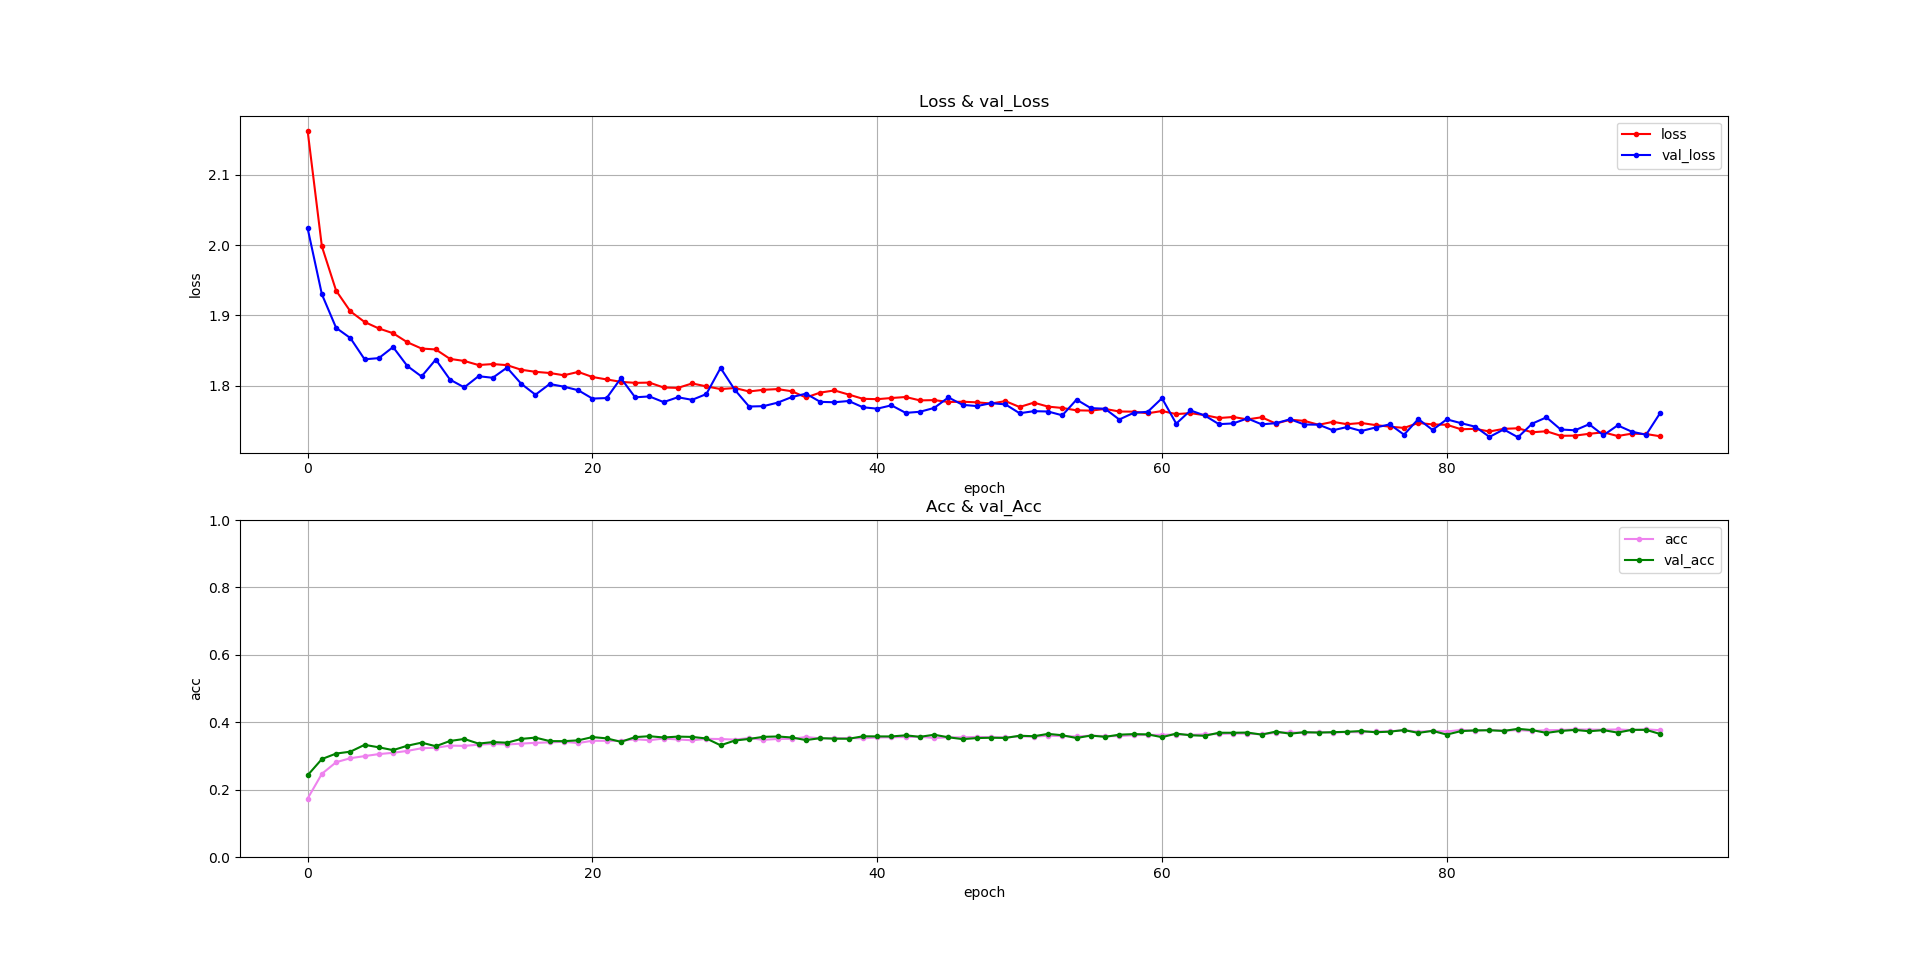 Loss & val_Loss
loss
val_loss
2.1
2.0
1.9
1.8
loss
0 20 40 60 80
epoch
Acc & val_Acc
acc
val_acc
1.0
0.8
0.6
0.4
0.2
0.0
acc
0 20 40 60 80
epoch